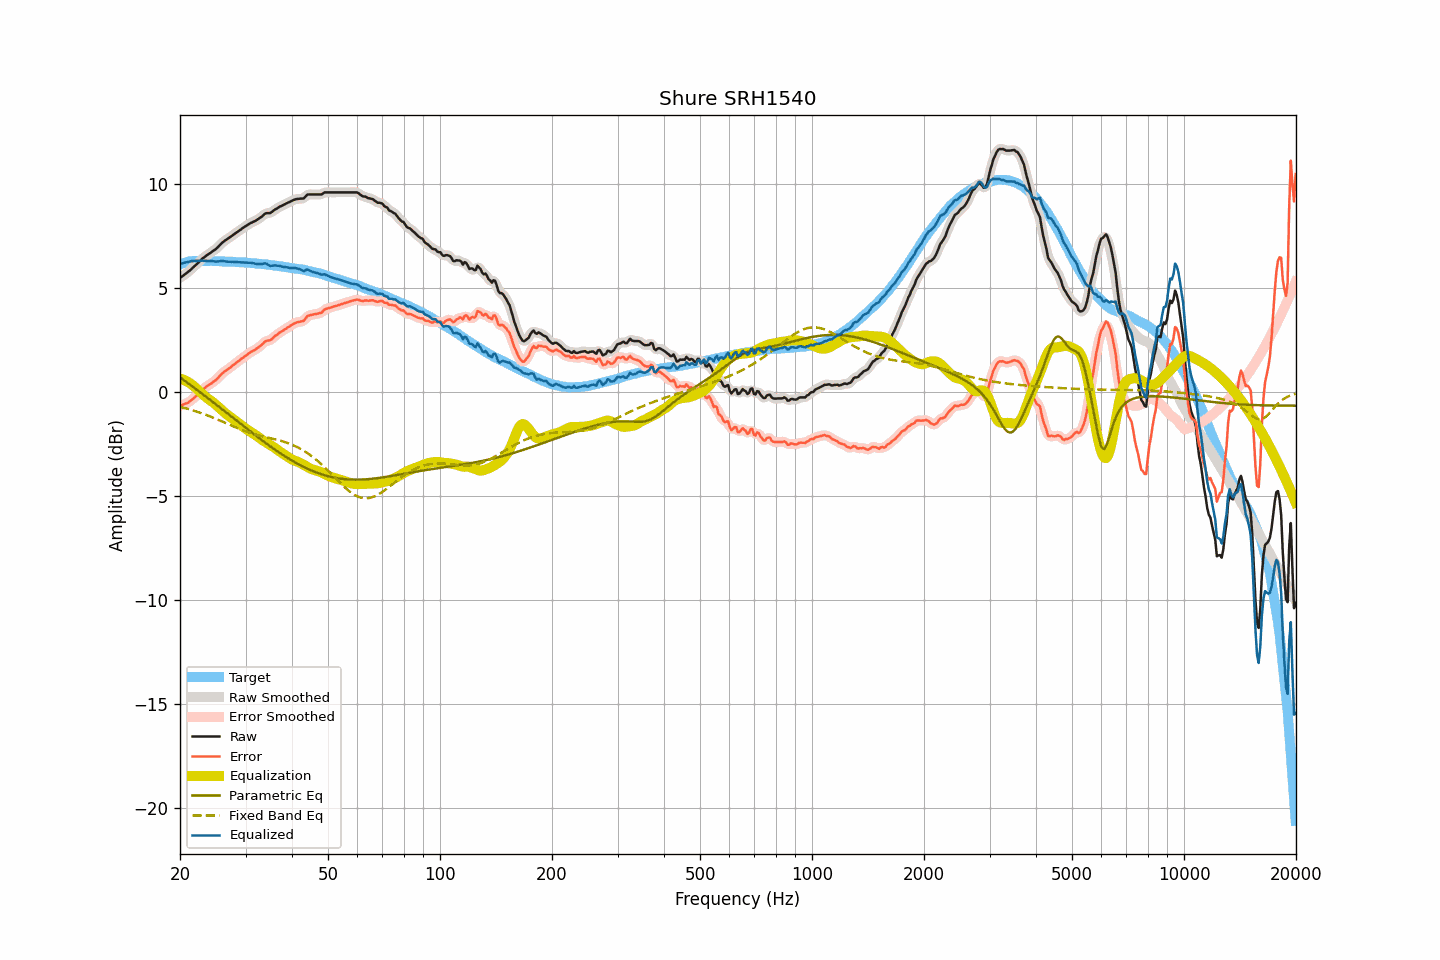 Shure SRH1540
Amplitude (dBr)
10
5
0
−5
−10
−15
−20
Target
Raw Smoothed
Error Smoothed
Raw
Error
Equalization
Parametric Eq
Fixed Band Eq
Equalized
20 50 100 200 500 1000 2000 5000 10000 20000
Frequency (Hz)